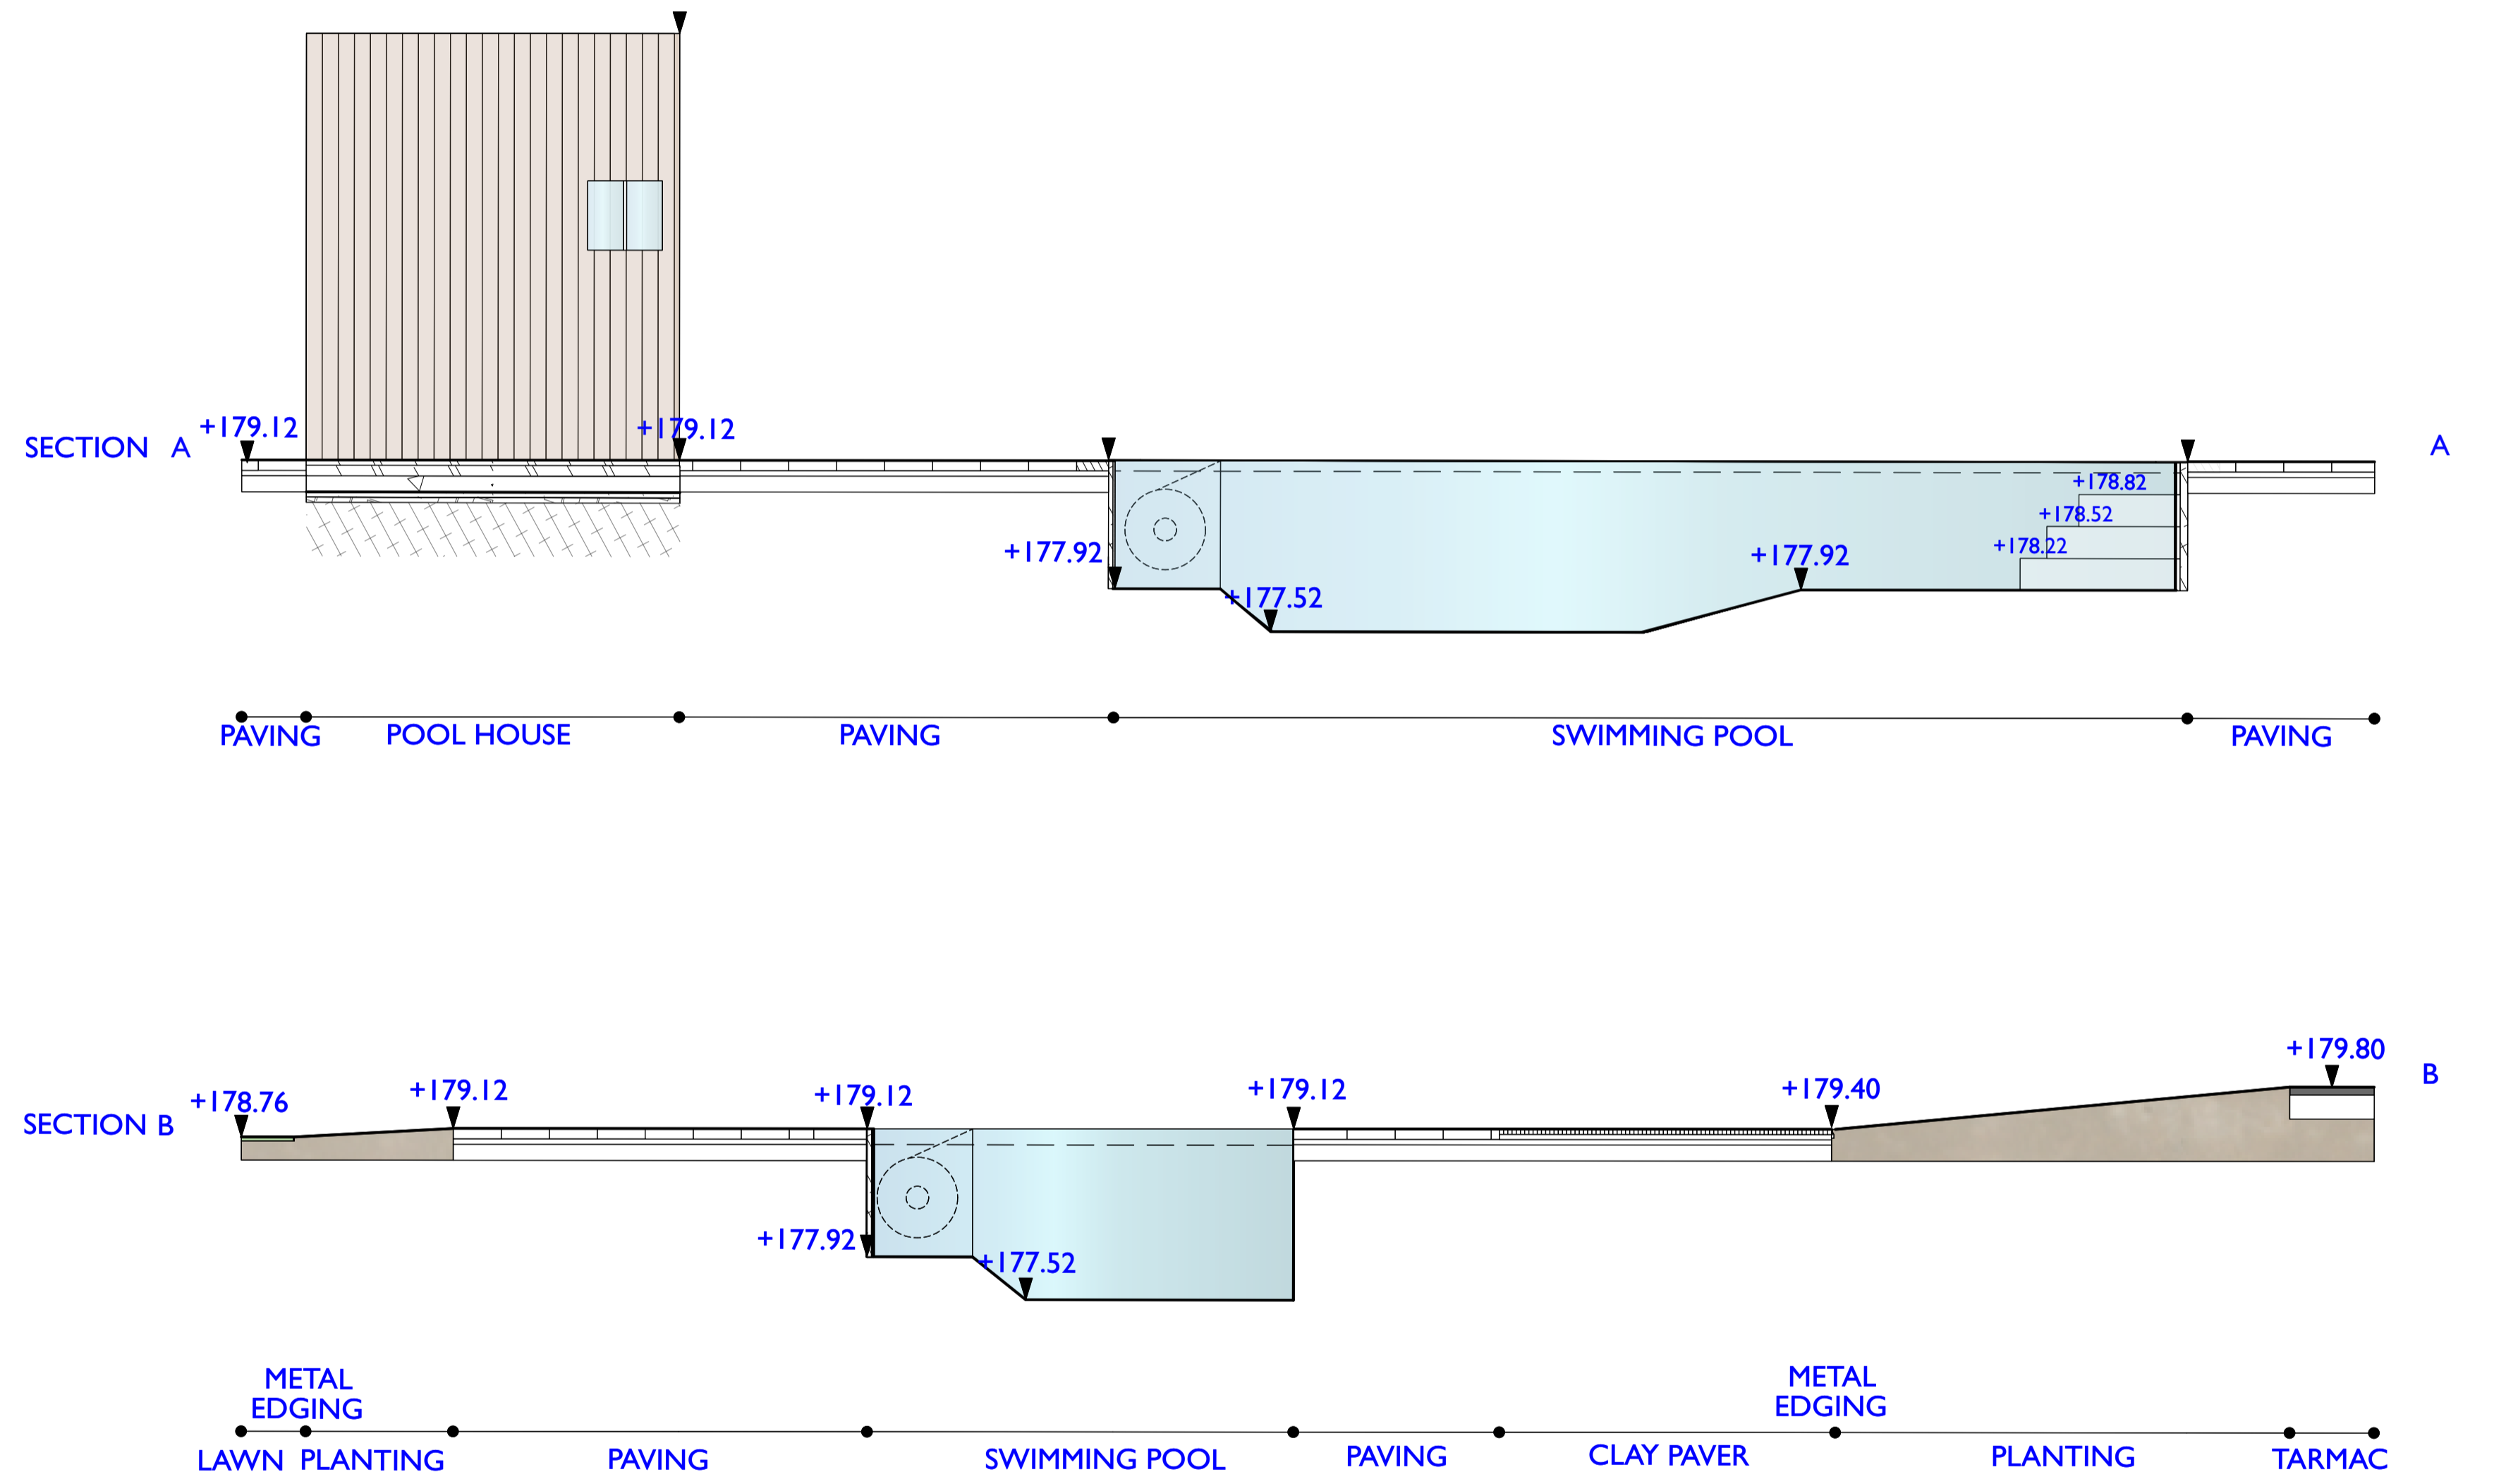 +179.12
+179.12
SECTION A
A
+178.82
+178.52
+178.22
+177.92
+177.92
+177.52
PAVING
POOL HOUSE
PAVING
SWIMMING POOL
PAVING
+179.80
B
+178.76
+179.12
+179.12
+179.12
+179.40
SECTION B
+177.92
+177.52
METAL
EDGING
METAL
EDGING
LAWN
PLANTING
PAVING
SWIMMING POOL
PAVING
CLAY PAVER
PLANTING
TARMAC